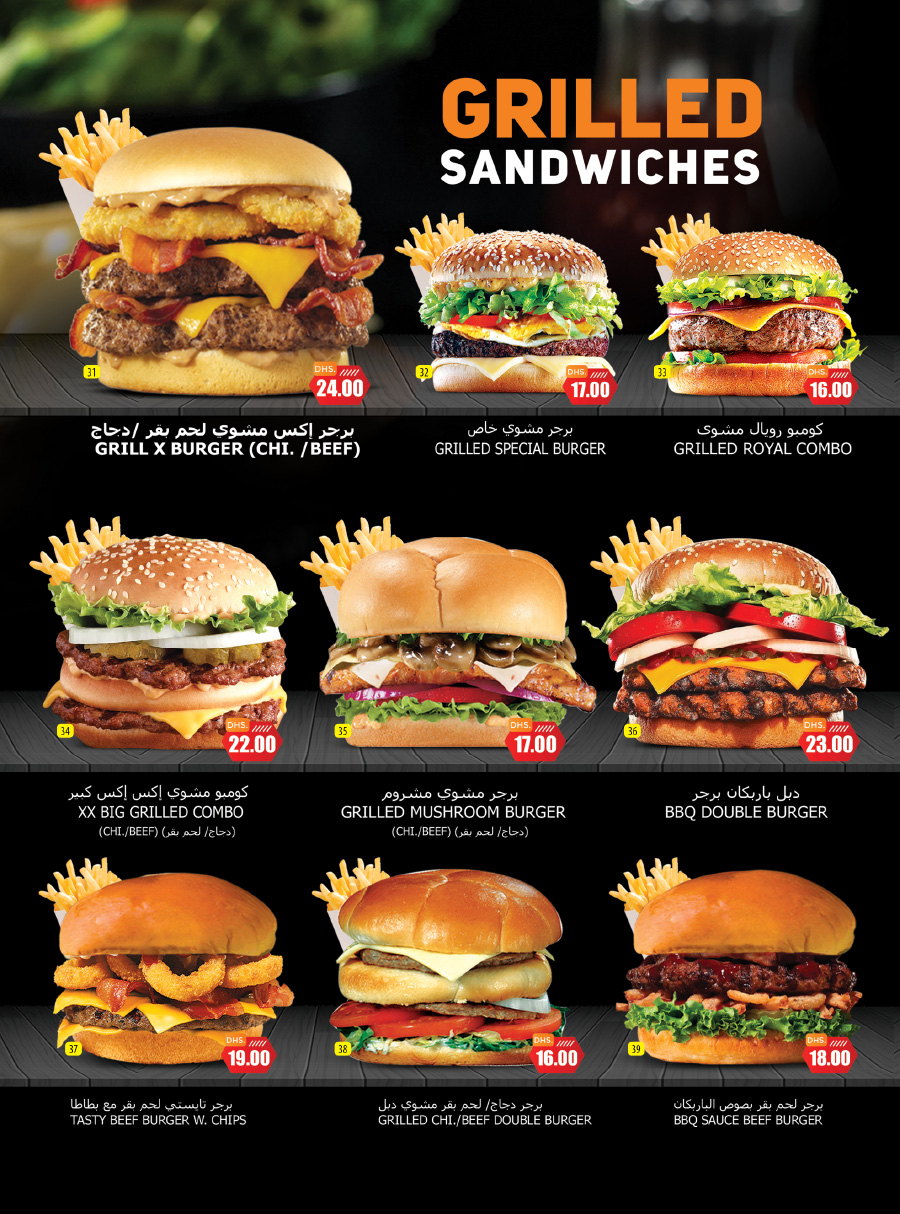 GRILLED
SANDWICHES
31
DHS.
24.00
32
DHS.
17.00
33
DHS.
16.00
برجر إكس مشوي لحم بقر /دجاج
GRILL X BURGER (CHI. /BEEF)
برجر مشوي خاص
GRILLED SPECIAL BURGER
كومبو رويال مشوى
GRILLED ROYAL COMBO
34
DHS.
22.00
35
DHS.
17.00
36
DHS.
23.00
كومبو مشوي إكس إكس كبير
XX BIG GRILLED COMBO
(CHI./BEEF) (دجاج/ لحم بقر)
برجر مشوي مشروم
GRILLED MUSHROOM BURGER
(CHI./BEEF) (دجاج/ لحم بقر)
دبل باربكان برجر
BBQ DOUBLE BURGER
37
DHS.
19.00
38
DHS.
16.00
39
DHS.
18.00
برجر تايستي لحم بقر مع بطاطا
TASTY BEEF BURGER W. CHIPS
برجر دجاج/ لحم بقر مشوي دبل
GRILLED CHI./BEEF DOUBLE BURGER
برجر لحم بقر بصوص الباربكان
BBQ SAUCE BEEF BURGER